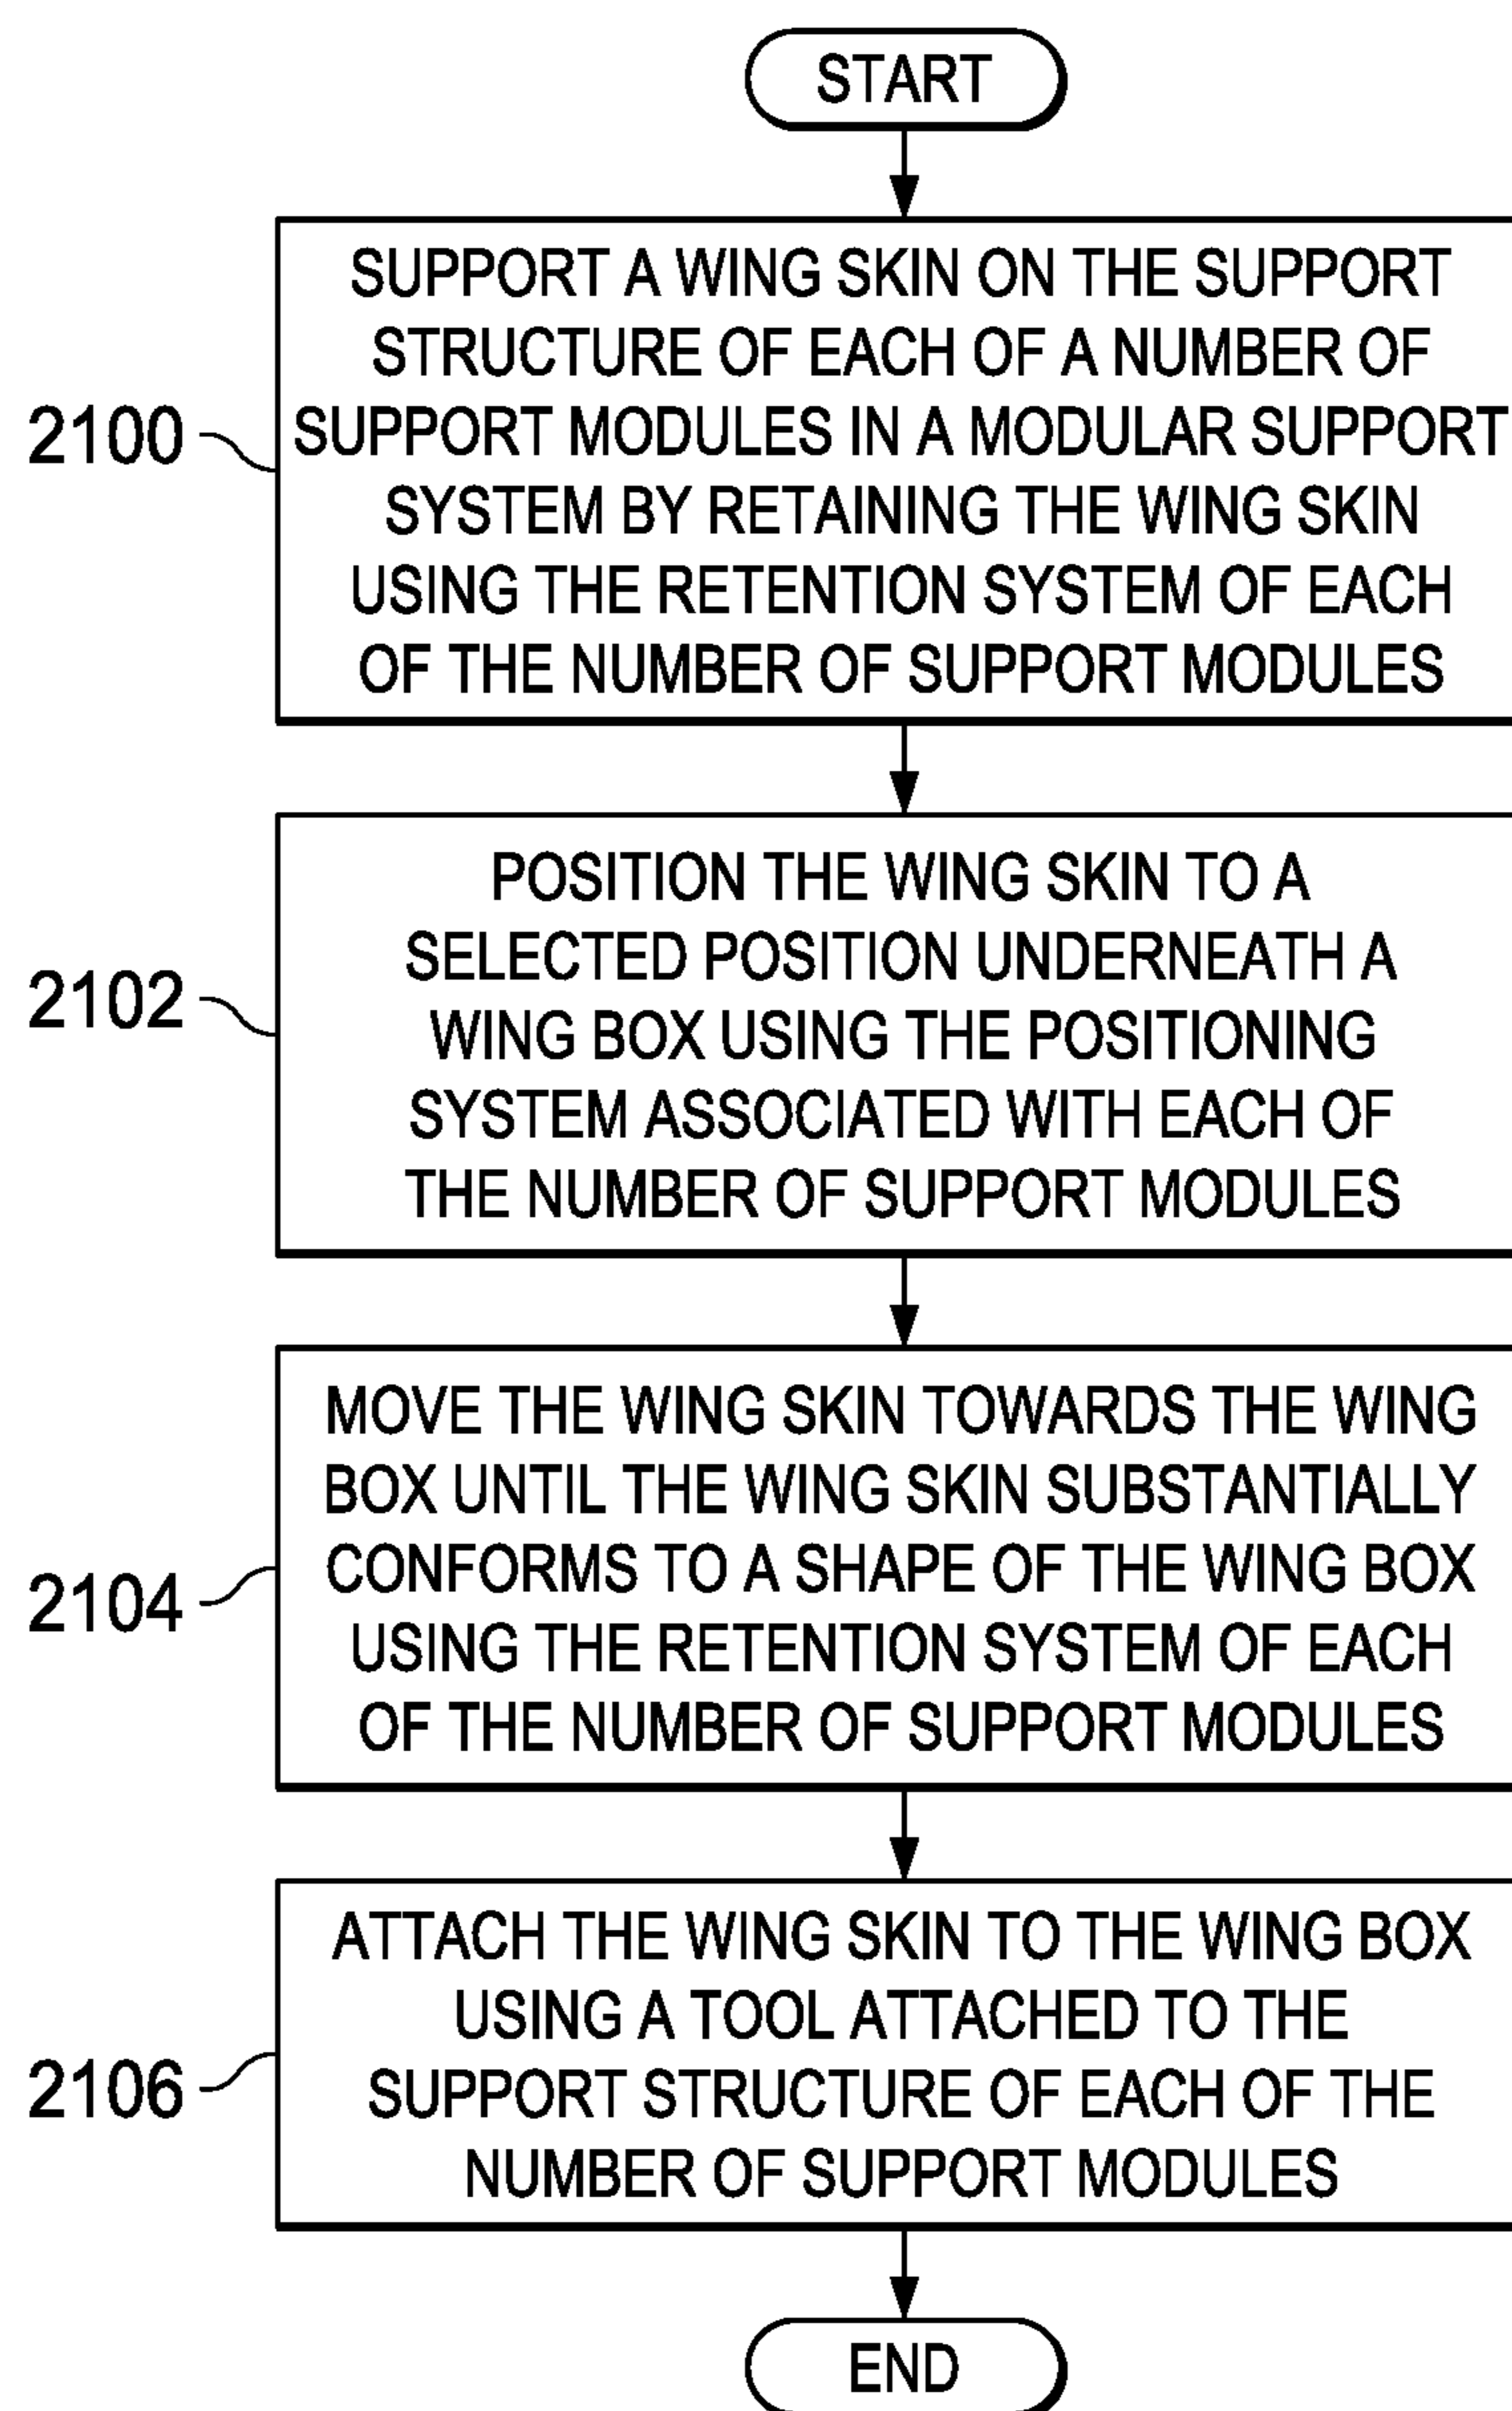 START
SUPPORT A WING SKIN ON THE SUPPORT
STRUCTURE OF EACH OF A NUMBER OF
2100
SUPPORT MODULES IN A MODULAR SUPPORT
SYSTEM BY RETAINING THE WING SKIN
USING THE RETENTION SYSTEM OF EACH
OF THE NUMBER OF SUPPORT MODULES
POSITION THE WING SKIN TO A
SELECTED POSITION UNDERNEATH A
2102
WING BOX USING THE POSITIONING
SYSTEM ASSOCIATED WITH EACH OF
THE NUMBER OF SUPPORT MODULES
MOVE THE WING SKIN TOWARDS THE WING
BOX UNTIL THE WING SKIN SUBSTANTIALLY
CONFORMS TO A SHAPE OF THE WING BOX
2104
USING THE RETENTION SYSTEM OF EACH
OF THE NUMBER OF SUPPORT MODULES
ATTACH THE WING SKIN TO THE WING BOX
USING A TOOL ATTACHED TO THE
2106
SUPPORT STRUCTURE OF EACH OF THE
NUMBER OF SUPPORT MODULES
END